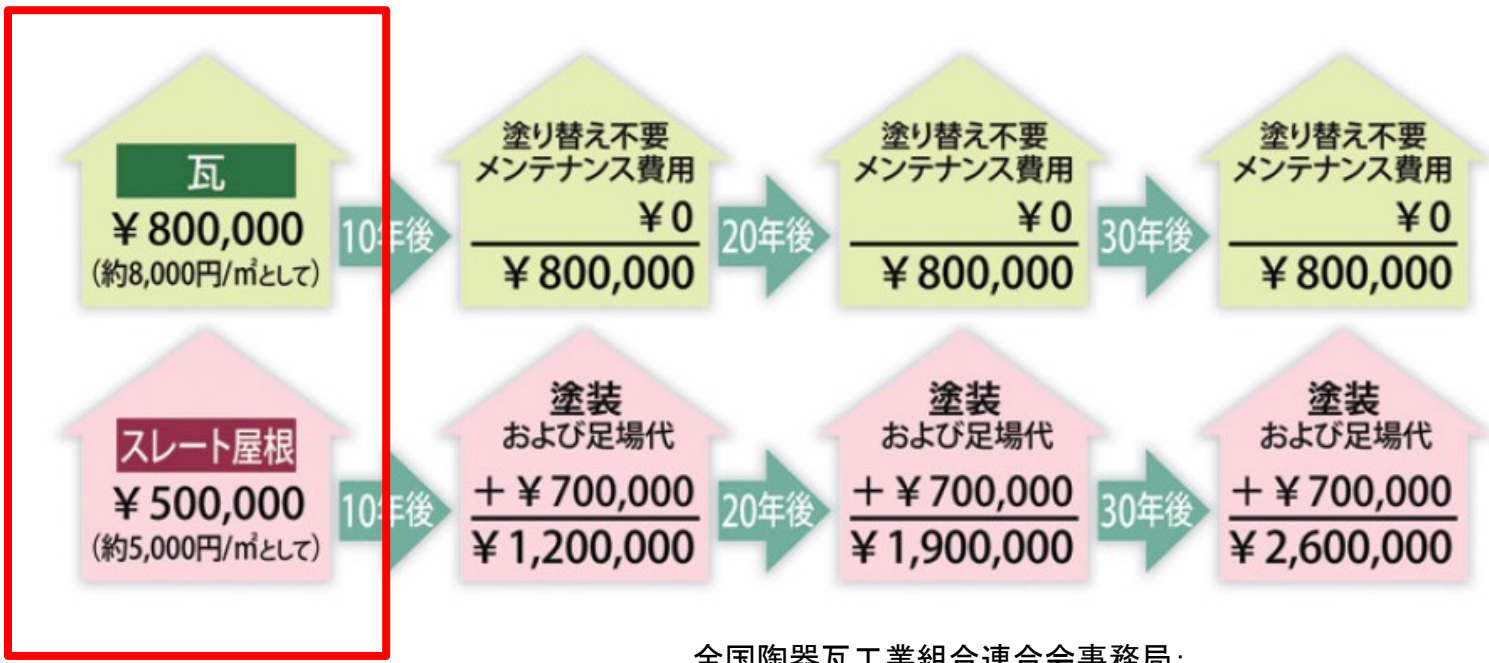 瓦
¥800,000
(約8,000円/㎡として)
10年後
塗り替え不要
メンテナンス費用
¥0
¥800,000
20年後
塗り替え不要
メンテナンス費用
¥0
¥800,000
30年後
塗り替え不要
メンテナンス費用
¥0
¥800,000
スレート屋根
¥500,000
(約5,000円/㎡として)
10年後
塗装
および足場代
+¥700,000
¥1,200,000
20年後
塗装
および足場代
+¥700,000
¥1,900,000
30年後
塗装
および足場代
+¥700,000
¥2,600,000
全国陶器瓦工業組合連合会事務局: